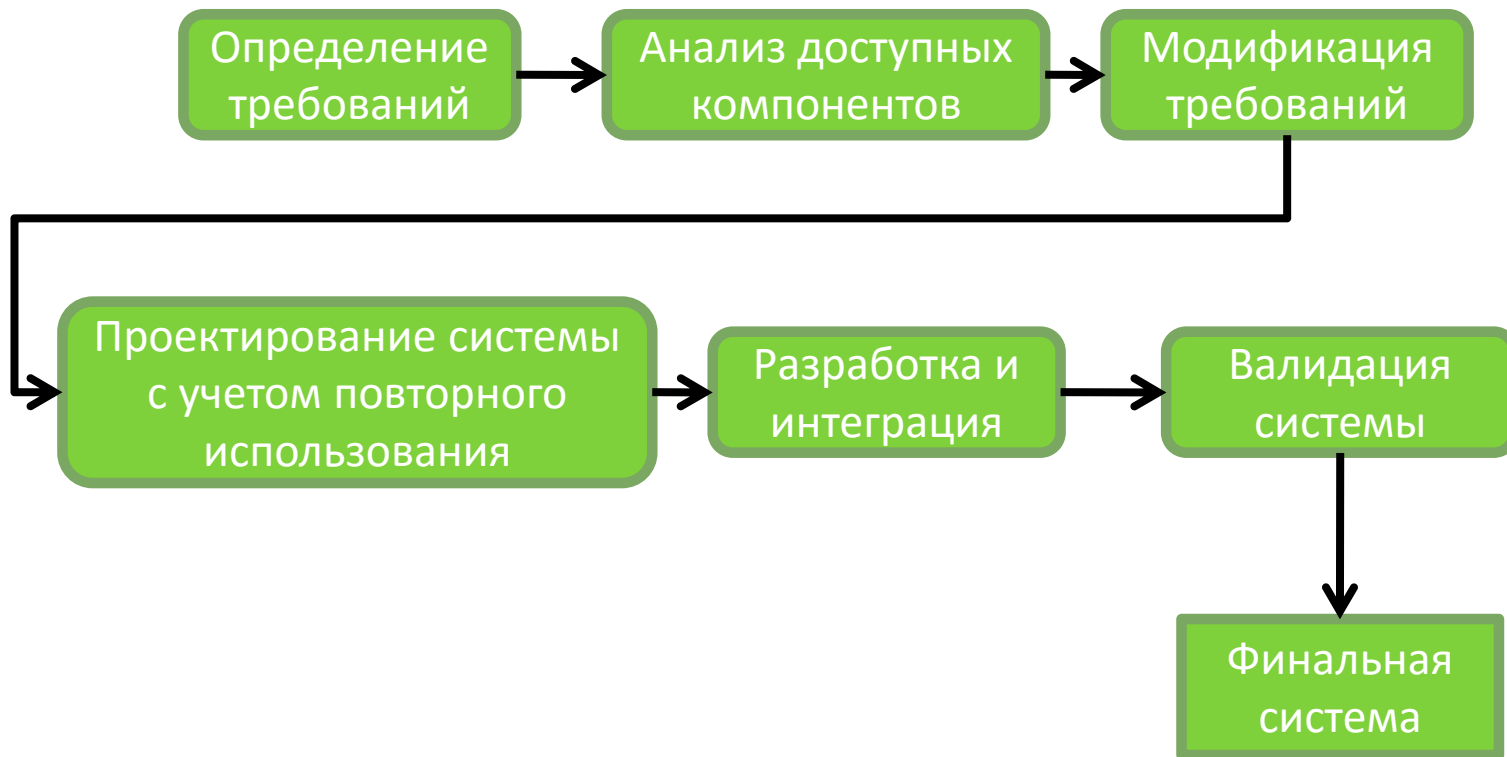 Определение
требований
Анализ доступных
компонентов
Модификация
требований
Проектирование системы
с учетом повторного
использования
Разработка и
интеграция
Валидация
системы
Финальная
система